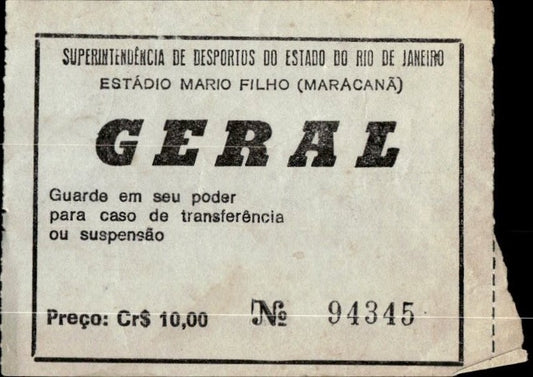 SUPERINTENDÊNCIA DE DESPORTOS DO ESTADO DO RIO DE JANEIRO
ESTÁDIO MARIO FILHO (MARACANÃ)
GERAL
Guarde em seu poder
para caso de transferência
ou suspensão
Preço: Cr$ 10,00 Nº 94345